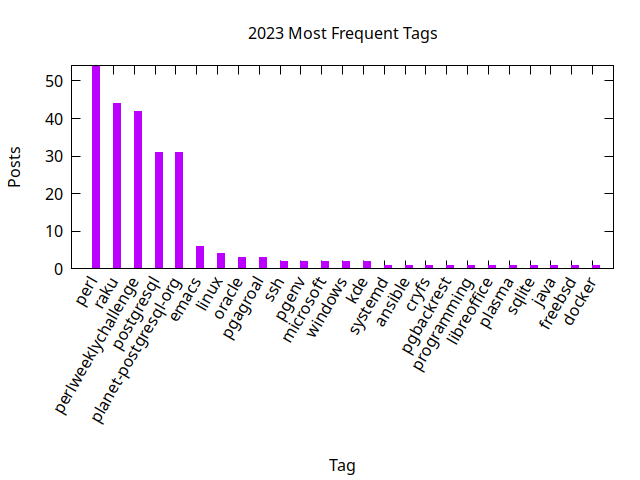 2023 Most Frequent Tags
50
40
30
20
10
0
Posts
perl
raku
perlweeklychallenge
postgresql
planet-postgresql-org
emacs
linux
oracle
pgagroal
ssh
pgenv
microsoft
windows
kde
systemd
ansible
cryfs
pgbackrest
programming
libreoffice
plasma
sqlite
java
freebsd
docker
Tag